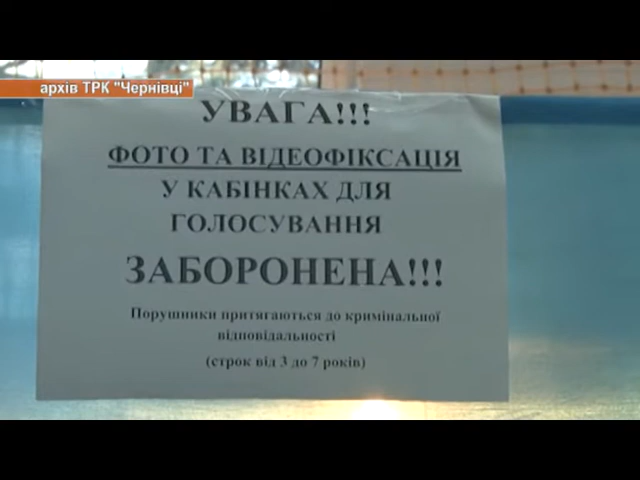 архів ТРК "Чернівці"
УВАГА!!!
ФОТО ТА ВІДЕОФІКСАЦІЯ
У КАБІНКАХ ДЛЯ
ГОЛОСУВАННЯ
ЗАБОРОНЕНА!!!
Порушники притягаються до кримінальної
відповідальності
(строк від 3 до 7 років)